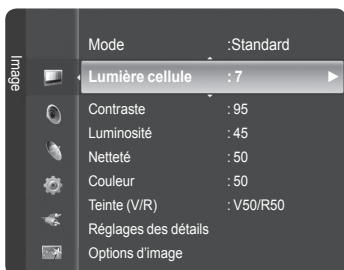 Image
Mode :Standard
Lumière cellule : 7
Contraste : 95
Luminosité : 45
Netteté : 50
Couleur : 50
Teinte (V/R) : V50/R50
Réglages des détails
Options d'image